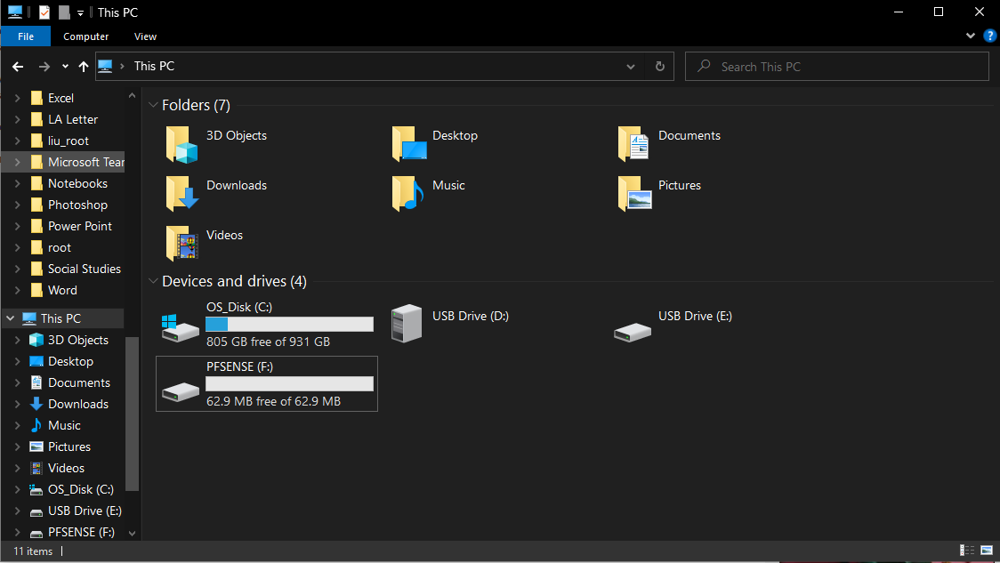 This PC
File
Computer
View
?
This PC
Search This PC
Excel
LA Letter
liu_root
Microsoft Tear
Notebooks
Photoshop
Power Point
root
Social Studies
Word
This PC
3D Objects
Desktop
Documents
Downloads
Music
Pictures
Videos
OS_Disk (C:)
USB Drive (E:)
PFSENSE (F:)
Folders (7)
3D Objects
Desktop
Documents
Downloads
Music
Pictures
Videos
Devices and drives (4)
OS_Disk (C:)
805 GB free of 931 GB
USB Drive (D:)
USB Drive (E:)
PFSENSE (F:)
62.9 MB free of 62.9 MB
11 items